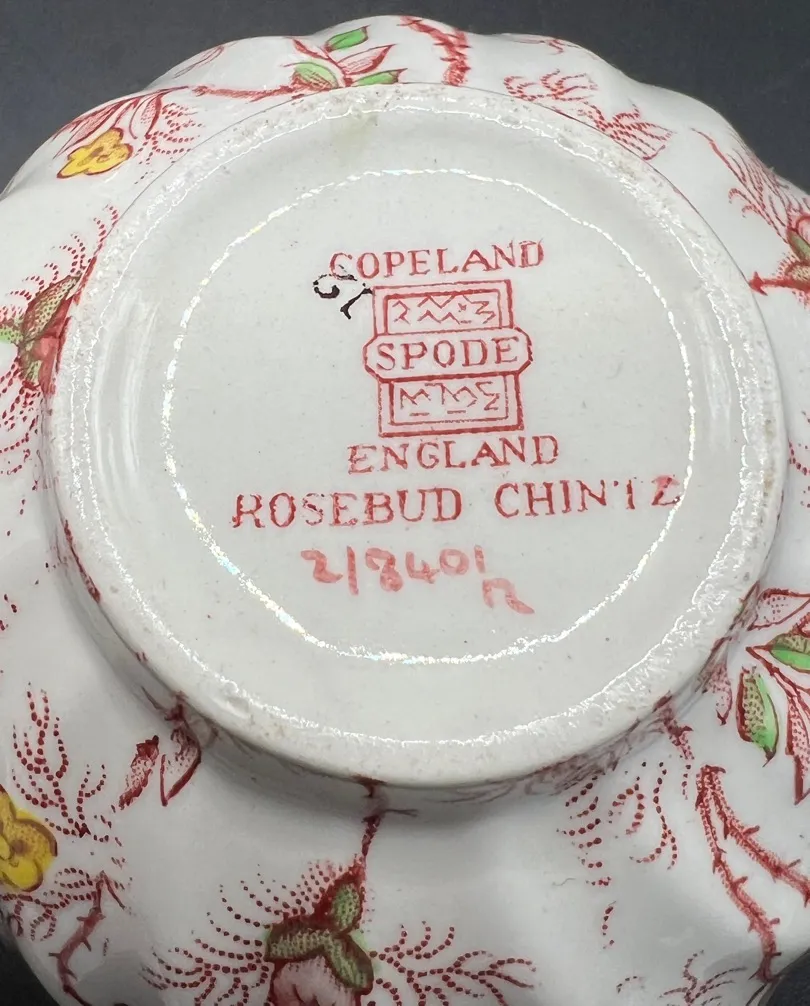 COPELAND
SPODE
ENGLAND
ROSEBUD CHINTZ
2/8401